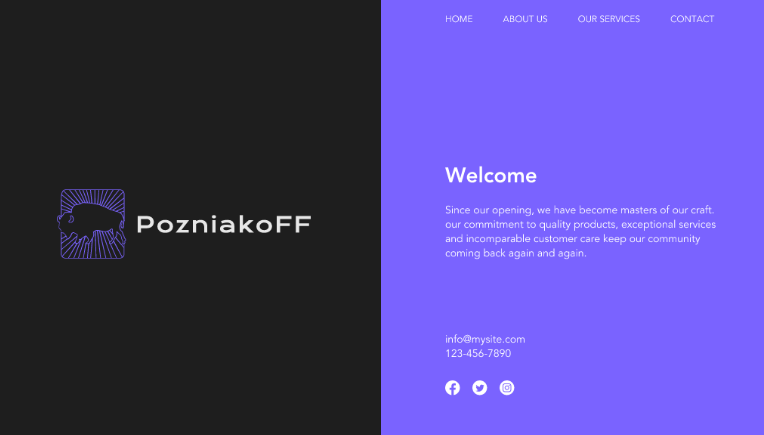 HOME ABOUT US OUR SERVICES CONTACT
PozniakoFF
Welcome
Since our opening, we have become masters of our craft.
our commitment to quality products, exceptional services
and incomparable customer care keep our community
coming back again and again.
info@mysite.com
123-456-7890